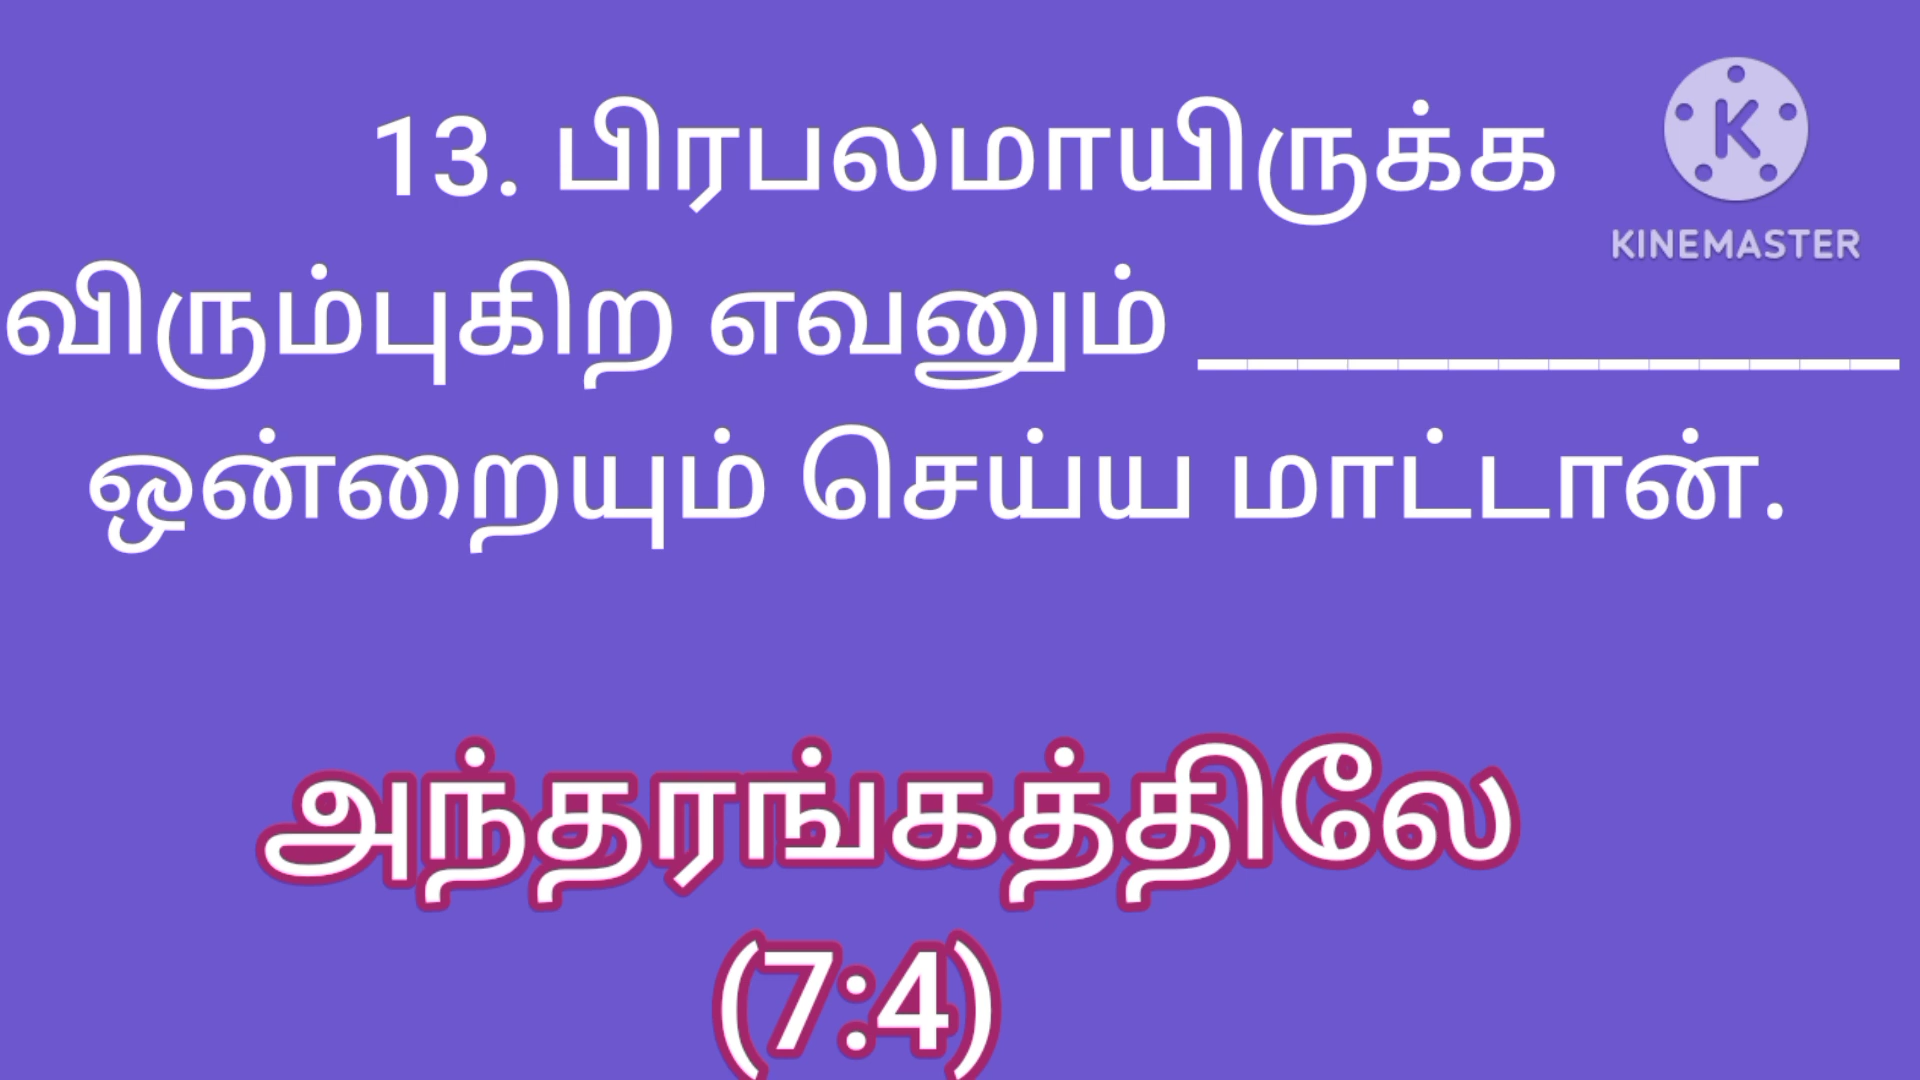 13. பிரபலமாயிருக்க
விரும்புகிற எவனும் ______________
ஒன்றையும் செய்ய மாட்டான்.
அந்தரங்கத்திலே
(7:4)
K
KINEMASTER